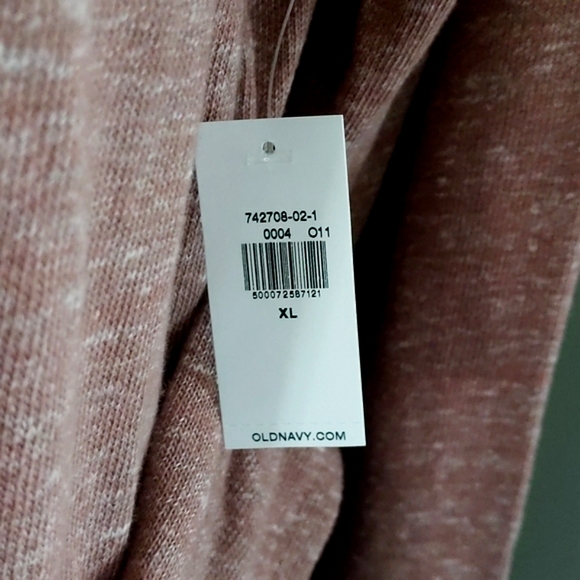 742708-02-1
0004 O11
500072587121
XL
OLDNAVY.COM